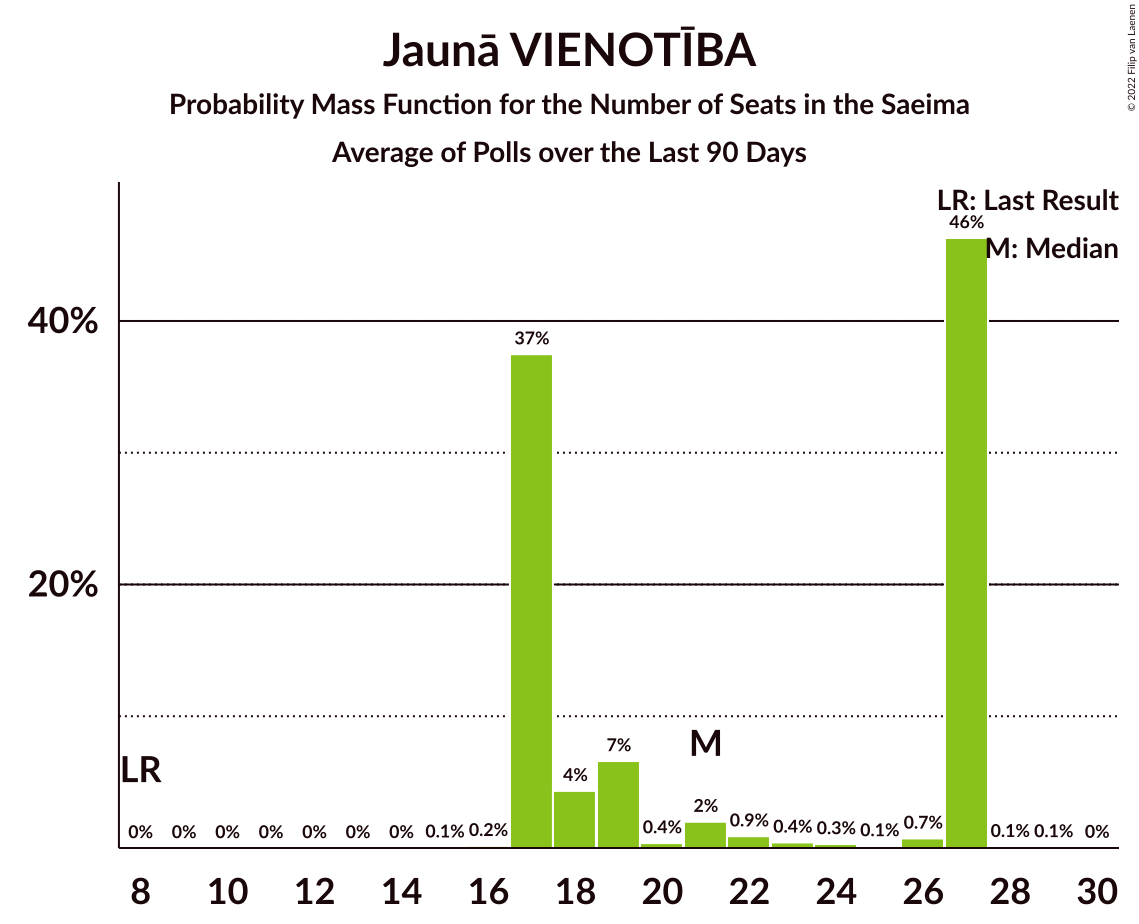 Jaunā VIENOTĪBA
Probability Mass Function for the Number of Seats in the Saeima
Average of Polls over the Last 90 Days
© 2022 Filip van Laenen
LR: Last Result
46%
M: Median
40%
37%
20%
M
7%
LR
4%
2%
0% 0% 0% 0% 0% 0% 0% 0.1% 0.2% 0.4% 0.9% 0.4% 0.3% 0.1% 0.7% 0.1% 0.1% 0%
8 10 12 14 16 18 20 22 24 26 28 30